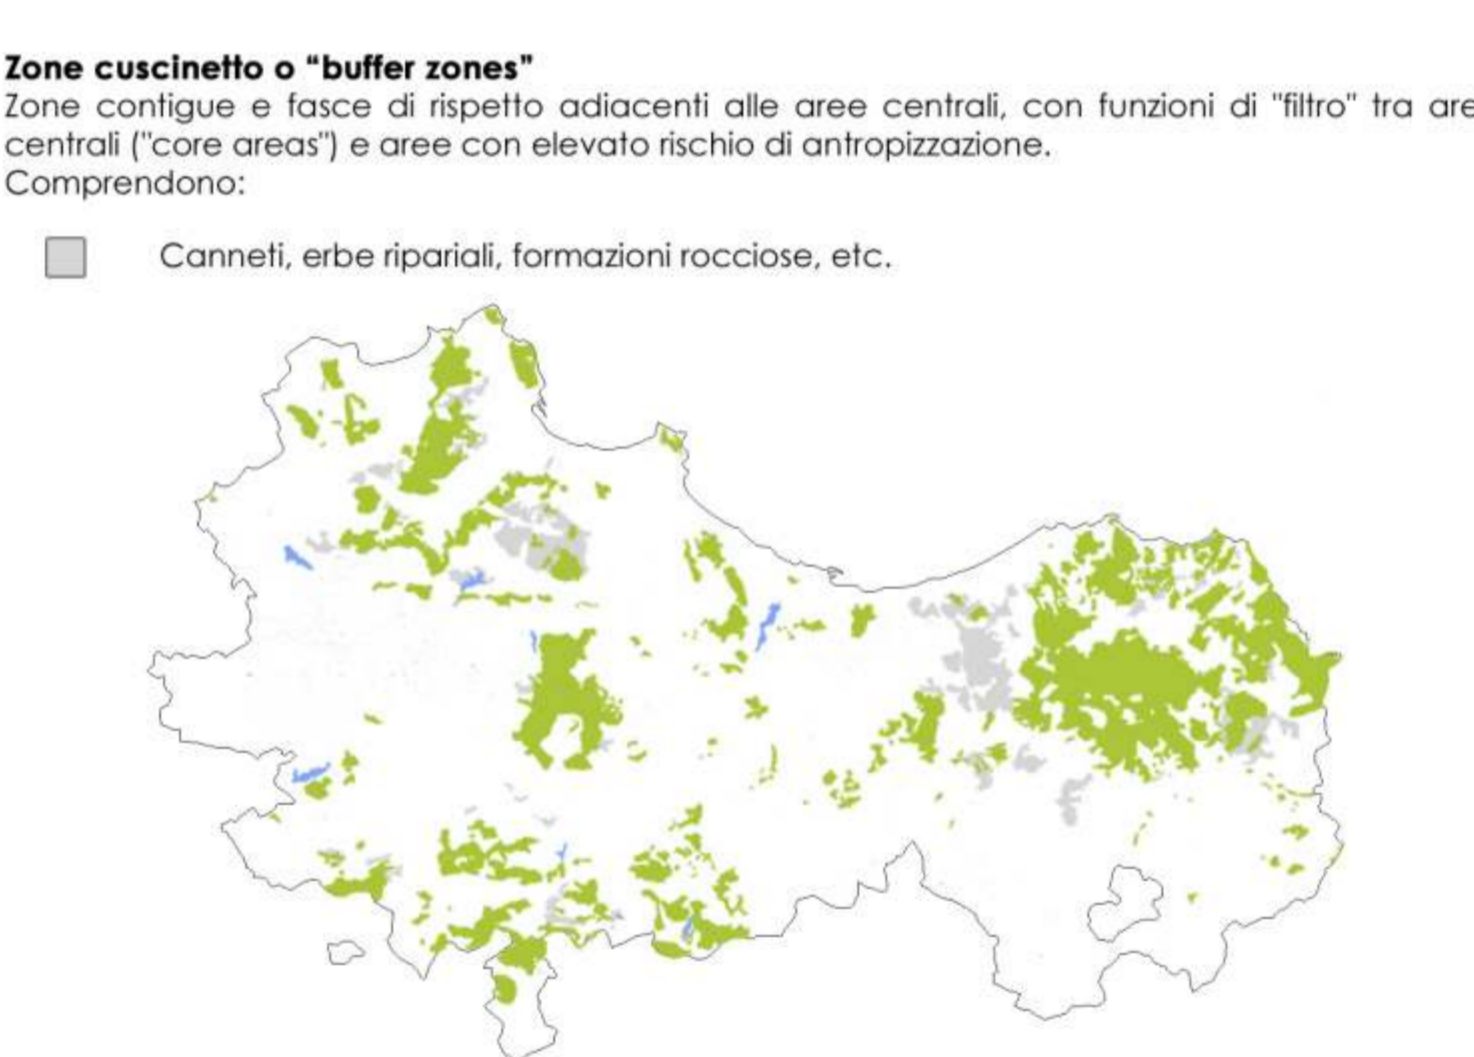 Zone cuscinetto o “buffer zones”
Zone contigue e fasce di rispetto adiacenti alle aree centrali, con funzioni di "filtro" tra are
centrali ("core areas") e aree con elevato rischio di antropizzazione.
Comprendono:
Canneti, erbe ripariali, formazioni rocciose, etc.